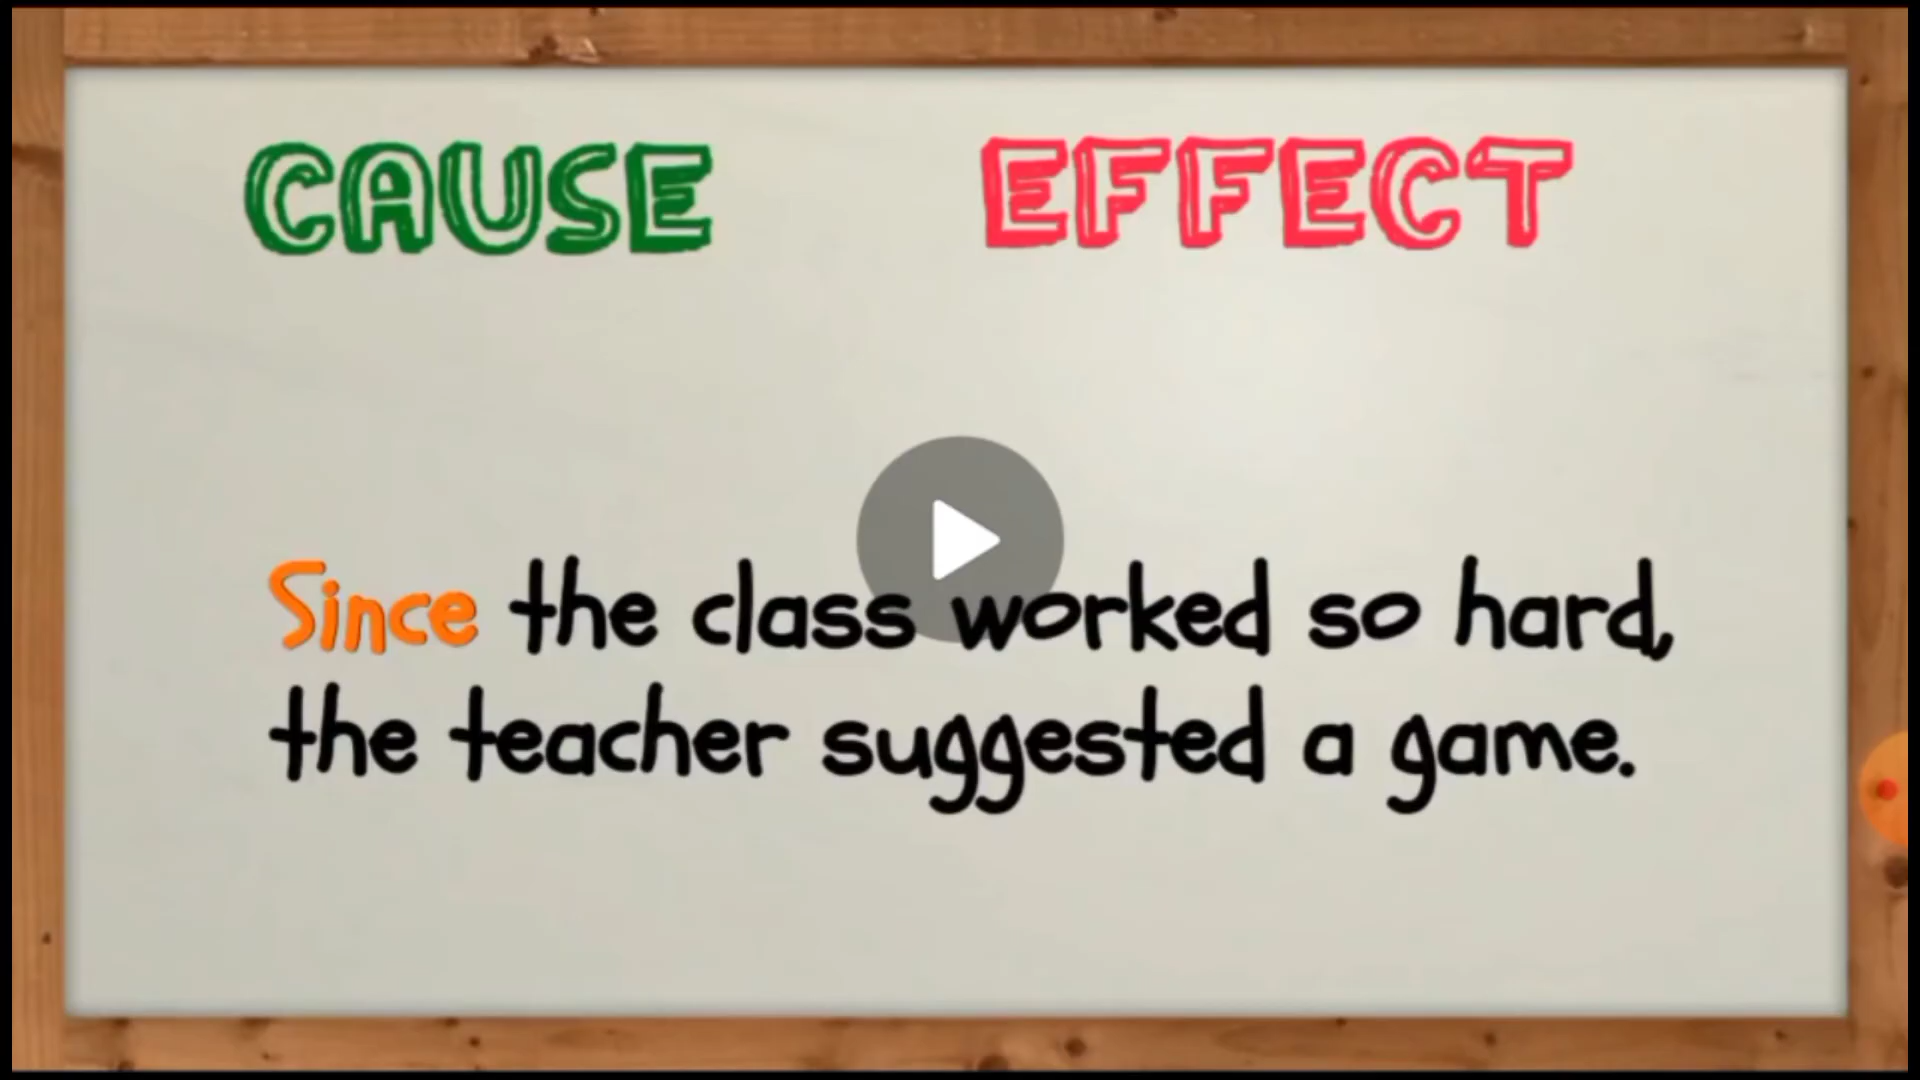 CAUSE EFFECT
Since the class worked so hard,
the teacher suggested a game.